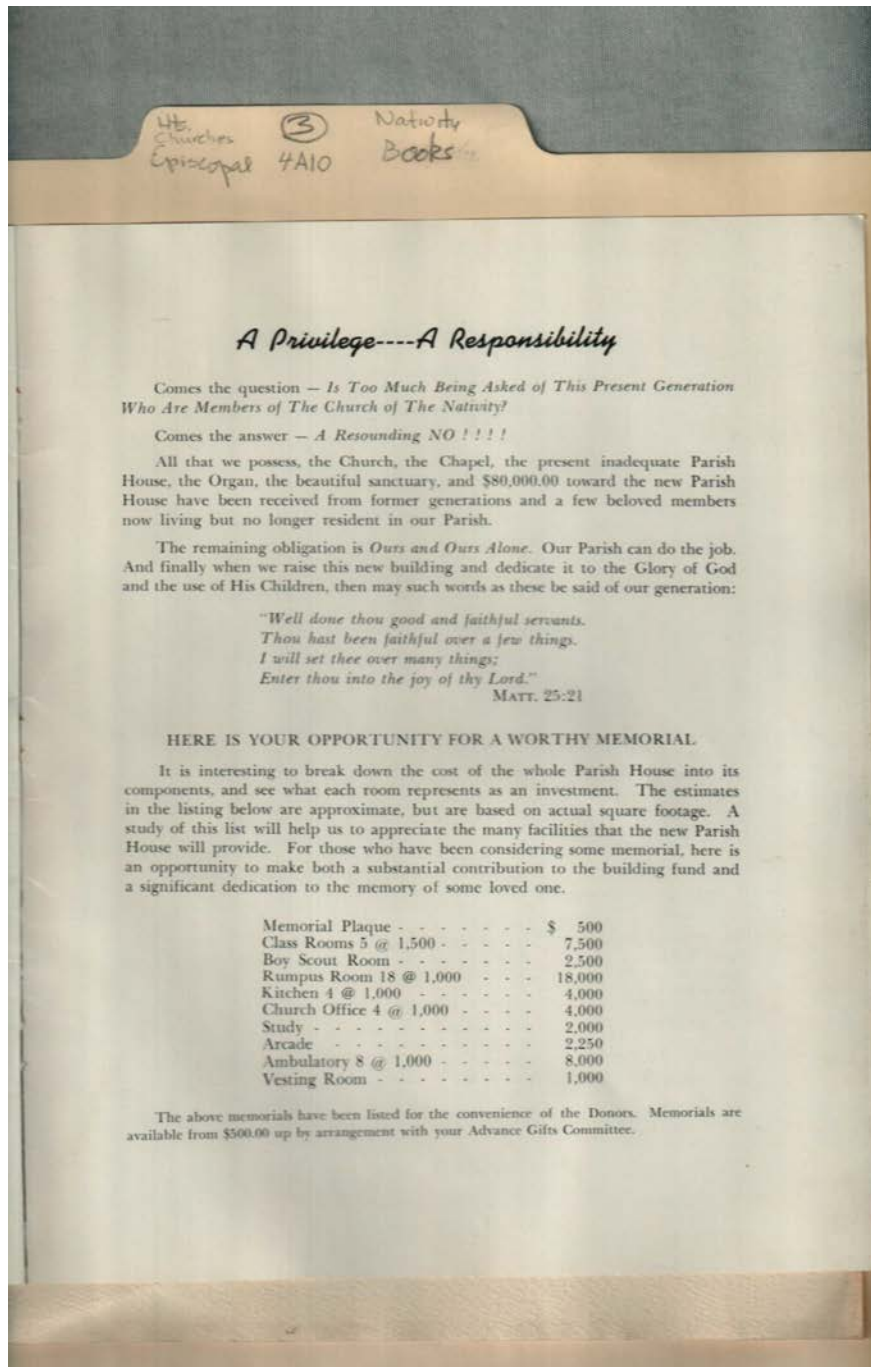 Ht. Churches Episcopal
③ 4A10
Nativity Books
A Privilege----A Responsibility
Comes the question — Is Too Much Being Asked of This Present Generation
Who Are Members of The Church of The Nativity?
Comes the answer — A Resounding NO ! ! ! !
All that we possess, the Church, the Chapel, the present inadequate Parish
House, the Organ, the beautiful sanctuary, and $80,000.00 toward the new Parish
House have been received from former generations and a few beloved members
now living but no longer resident in our Parish.
The remaining obligation is Ours and Ours Alone. Our Parish can do the job.
And finally when we raise this new building and dedicate it to the Glory of God
and the use of His Children, then may such words as these be said of our generation:
"Well done thou good and faithful servants.
Thou hast been faithful over a few things.
I will set thee over many things;
Enter thou into the joy of thy Lord."
MATT. 25:21
HERE IS YOUR OPPORTUNITY FOR A WORTHY MEMORIAL
It is interesting to break down the cost of the whole Parish House into its
components, and see what each room represents as an investment. The estimates
in the listing below are approximate, but are based on actual square footage. A
study of this list will help us to appreciate the many facilities that the new Parish
House will provide. For those who have been considering some memorial, here is
an opportunity to make both a substantial contribution to the building fund and
a significant dedication to the memory of some loved one.
Memorial Plaque - - - - - - - $ 500
Class Rooms 5 @ 1,500 - - - - - 7,500
Boy Scout Room - - - - - - - 2,500
Rumpus Room 18 @ 1,000 - - - 18,000
Kitchen 4 @ 1,000 - - - - - - 4,000
Church Office 4 @ 1,000 - - - - 4,000
Study - - - - - - - - - - - 2,000
Arcade - - - - - - - - - - 2,250
Ambulatory 8 @ 1,000 - - - - - 8,000
Vesting Room - - - - - - - - 1,000
The above memorials have been listed for the convenience of the Donors. Memorials are
available from $500.00 up by arrangement with your Advance Gifts Committee.